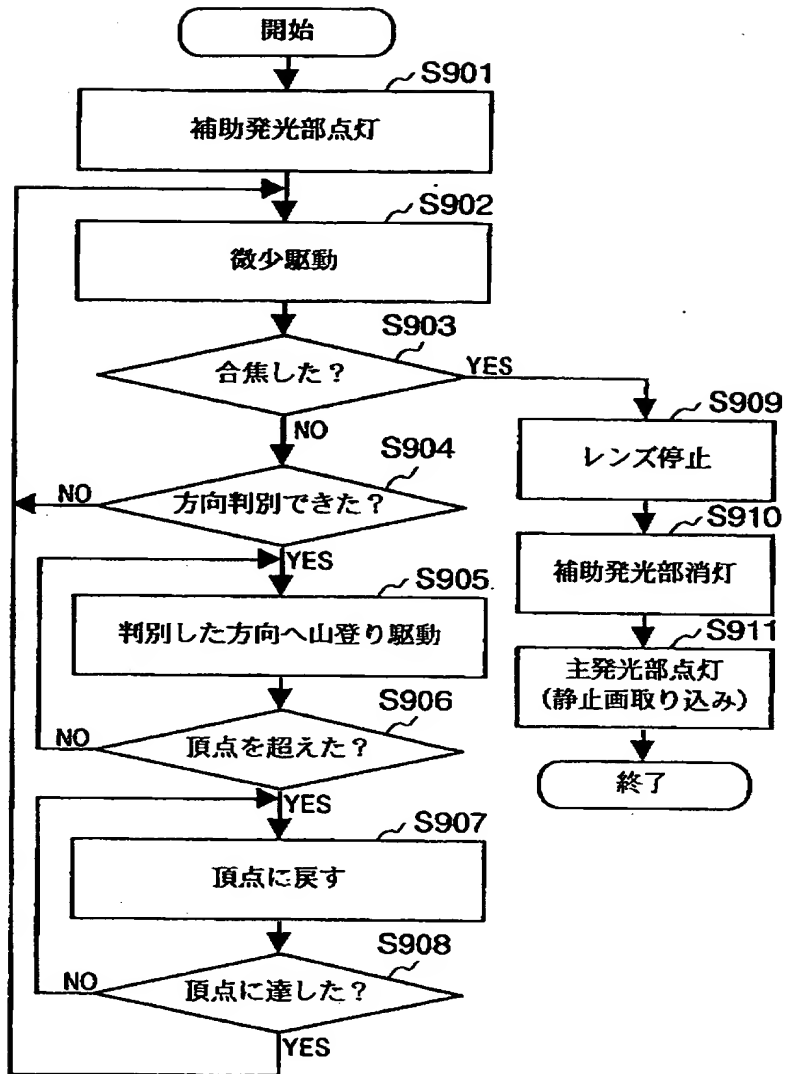 開始
S901
補助発光部点灯
S902
微少駆動
S903
合焦した？
YES
NO
S904
方向判別できた？
NO
YES
S905
判別した方向へ山登り駆動
S906
頂点を超えた？
NO
YES
S907
頂点に戻す
S908
頂点に達した？
NO
YES
S909
レンズ停止
S910
補助発光部消灯
S911
主発光部点灯
(静止画取り込み)
終了